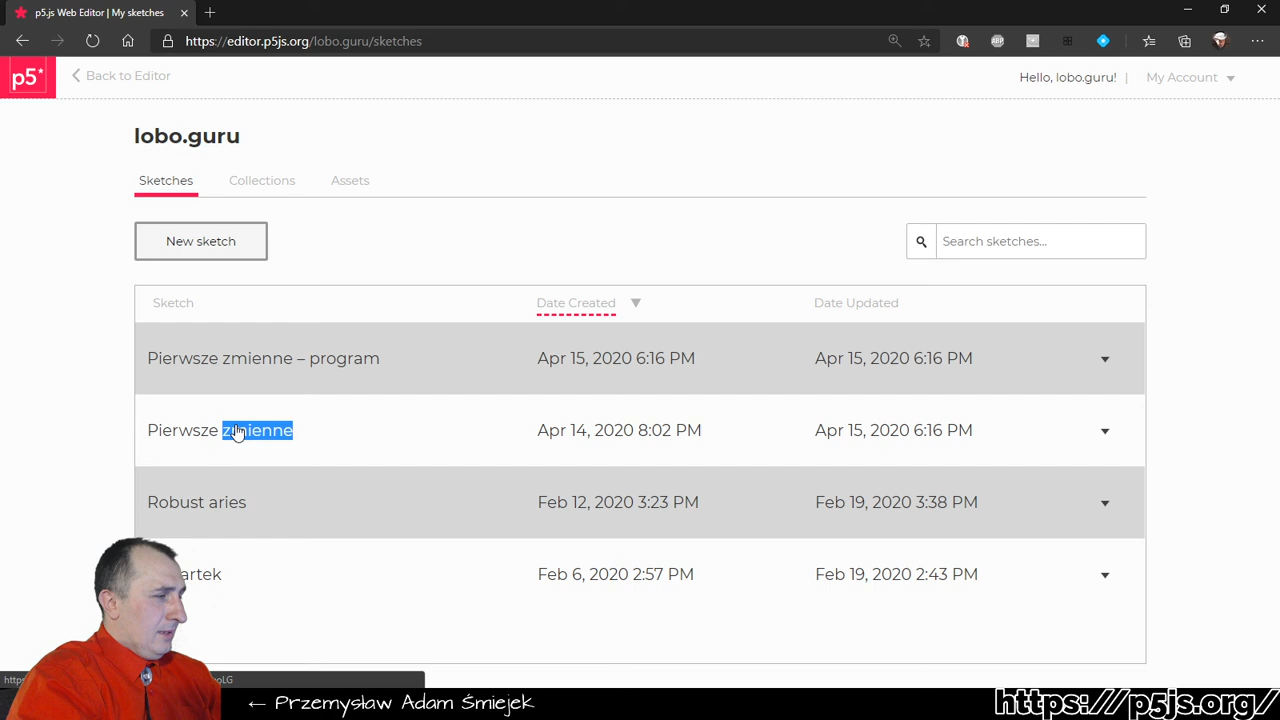 p5.js Web Editor | My sketches
https://editor.p5js.org/lobo.guru/sketches
ABP
p5*
Back to Editor
Hello, lobo.guru! |
My Account
lobo.guru
Sketches
Collections
Assets
New sketch
Search sketches...
Sketch
Date Created
Date Updated
Pierwsze zmienne – program
Apr 15, 2020 6:16 PM
Apr 15, 2020 6:16 PM
Pierwsze zmienne
Apr 14, 2020 8:02 PM
Apr 15, 2020 6:16 PM
Robust aries
Feb 12, 2020 3:23 PM
Feb 19, 2020 3:38 PM
artek
Feb 6, 2020 2:57 PM
Feb 19, 2020 2:43 PM
← Przemysław Adam Śmiejek
https://p5js.org/